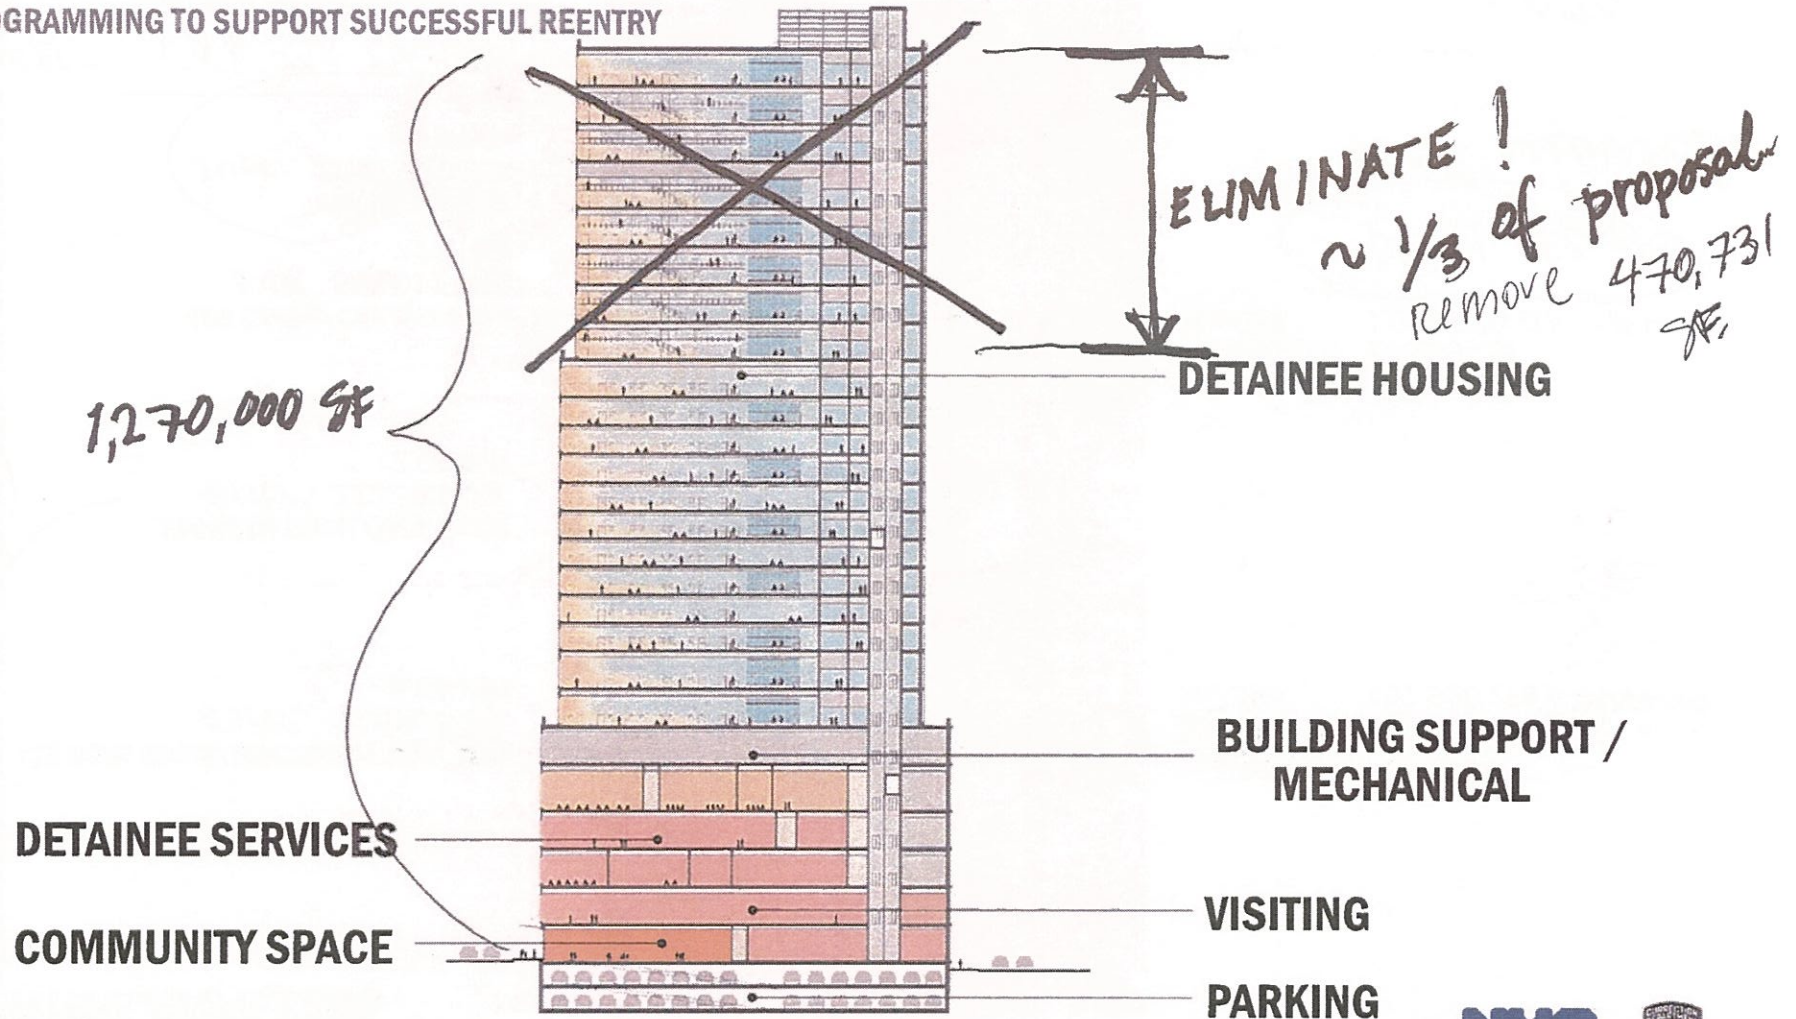 OGRAMMING TO SUPPORT SUCCESSFUL REENTRY
ELIMINATE !
~ 1/3 of proposal
remove 470,731
SF.
DETAINEE HOUSING
1,270,000 SF
BUILDING SUPPORT /
MECHANICAL
DETAINEE SERVICES
VISITING
COMMUNITY SPACE
PARKING